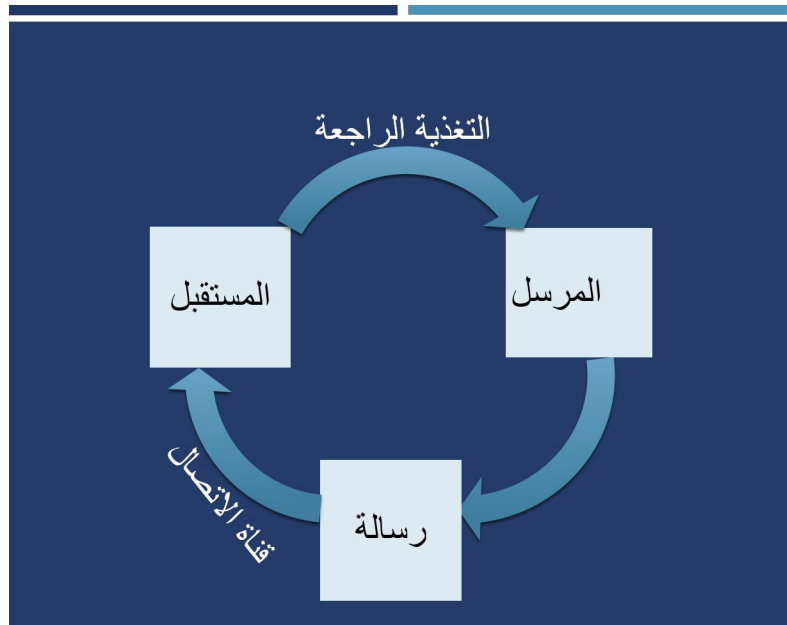 التغذية الراجعة
المرسل
المستقبل
رسالة
قناة الاتصال